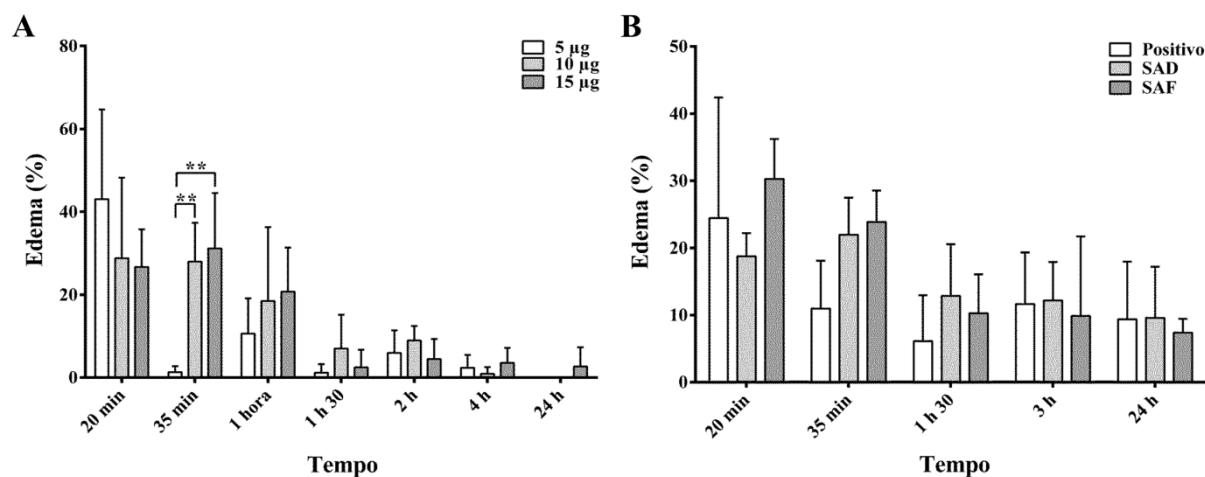 A
Edema (%)
80
60
40
20
0
5 µg
10 µg
15 µg
**
**
20 min
35 min
1 hora
1 h 30
2 h
4 h
24 h
Tempo
B
Edema (%)
50
40
30
20
10
0
Positivo
SAD
SAF
20 min
35 min
1 h 30
3 h
24 h
Tempo